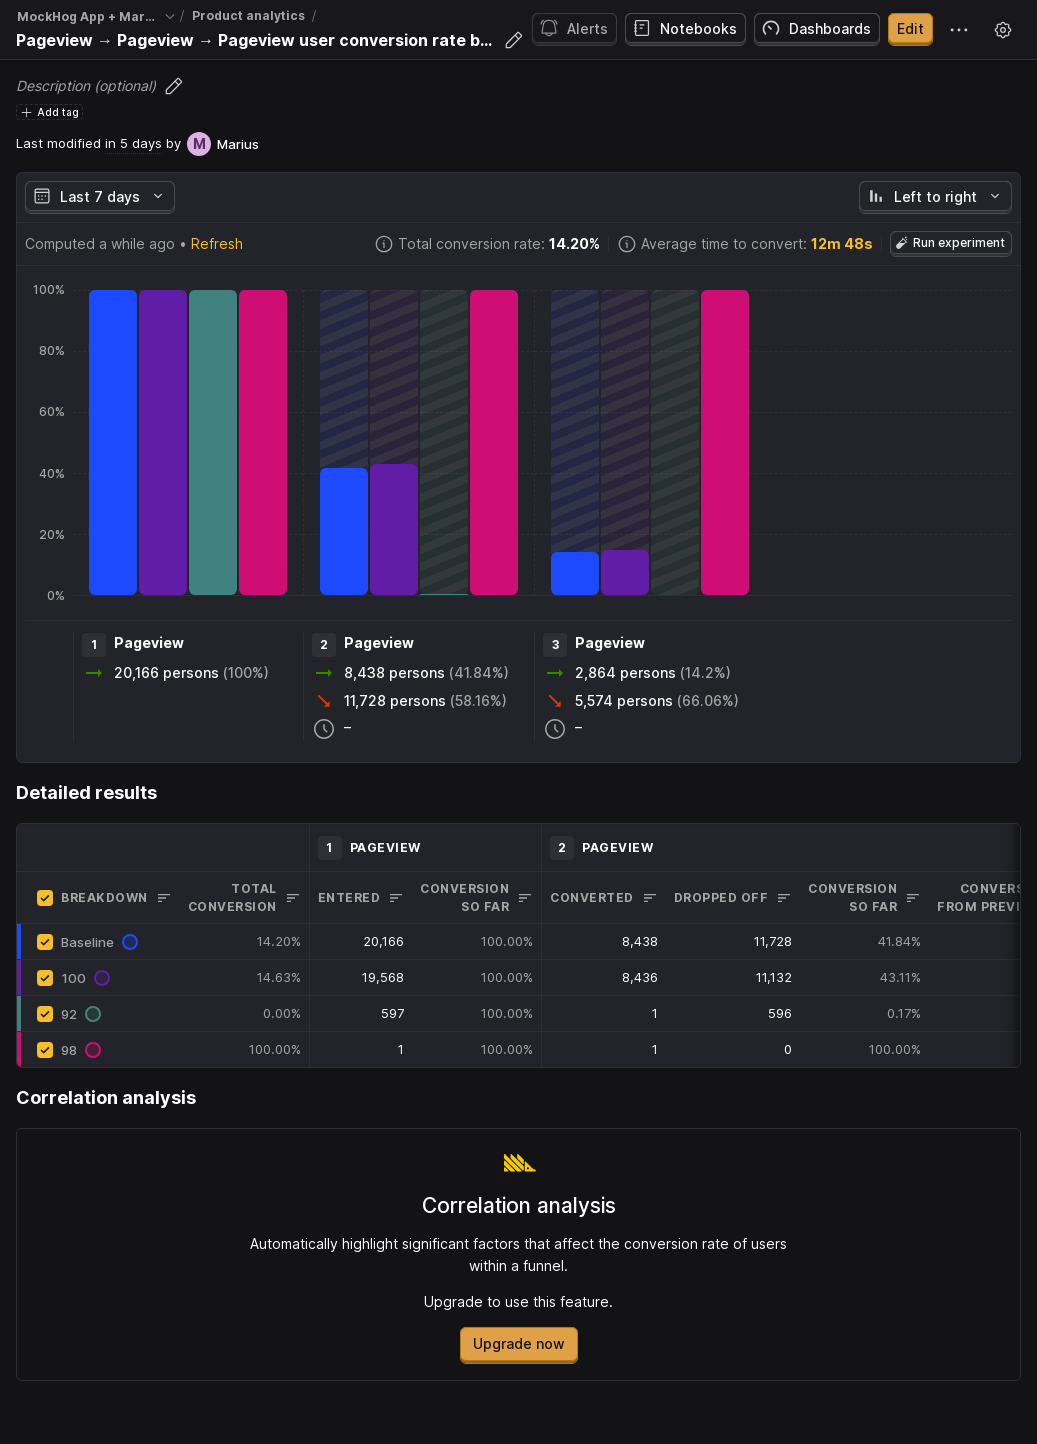 MockHog App + Mar... / Product analytics /
Pageview → Pageview → Pageview user conversion rate b...
Alerts
Notebooks
Dashboards
Edit
Description (optional)
Add tag
Last modified in 5 days by M Marius
Last 7 days
Left to right
Computed a while ago • Refresh
Total conversion rate: 14.20%
Average time to convert: 12m 48s
Run experiment
100%
80%
60%
40%
20%
0%
1 Pageview
20,166 persons (100%)
2 Pageview
8,438 persons (41.84%)
11,728 persons (58.16%)
–
3 Pageview
2,864 persons (14.2%)
5,574 persons (66.06%)
–
Detailed results
1 PAGEVIEW 2 PAGEVIEW
BREAKDOWN
TOTAL
CONVERSION
ENTERED
CONVERSION
SO FAR
CONVERTED
DROPPED OFF
CONVERSION
SO FAR
CONVERS
FROM PREVI
Baseline 14.20% 20,166 100.00% 8,438 11,728 41.84%
100 14.63% 19,568 100.00% 8,436 11,132 43.11%
92 0.00% 597 100.00% 1 596 0.17%
98 100.00% 1 100.00% 1 0 100.00%
Correlation analysis
Correlation analysis
Automatically highlight significant factors that affect the conversion rate of users
within a funnel.
Upgrade to use this feature.
Upgrade now